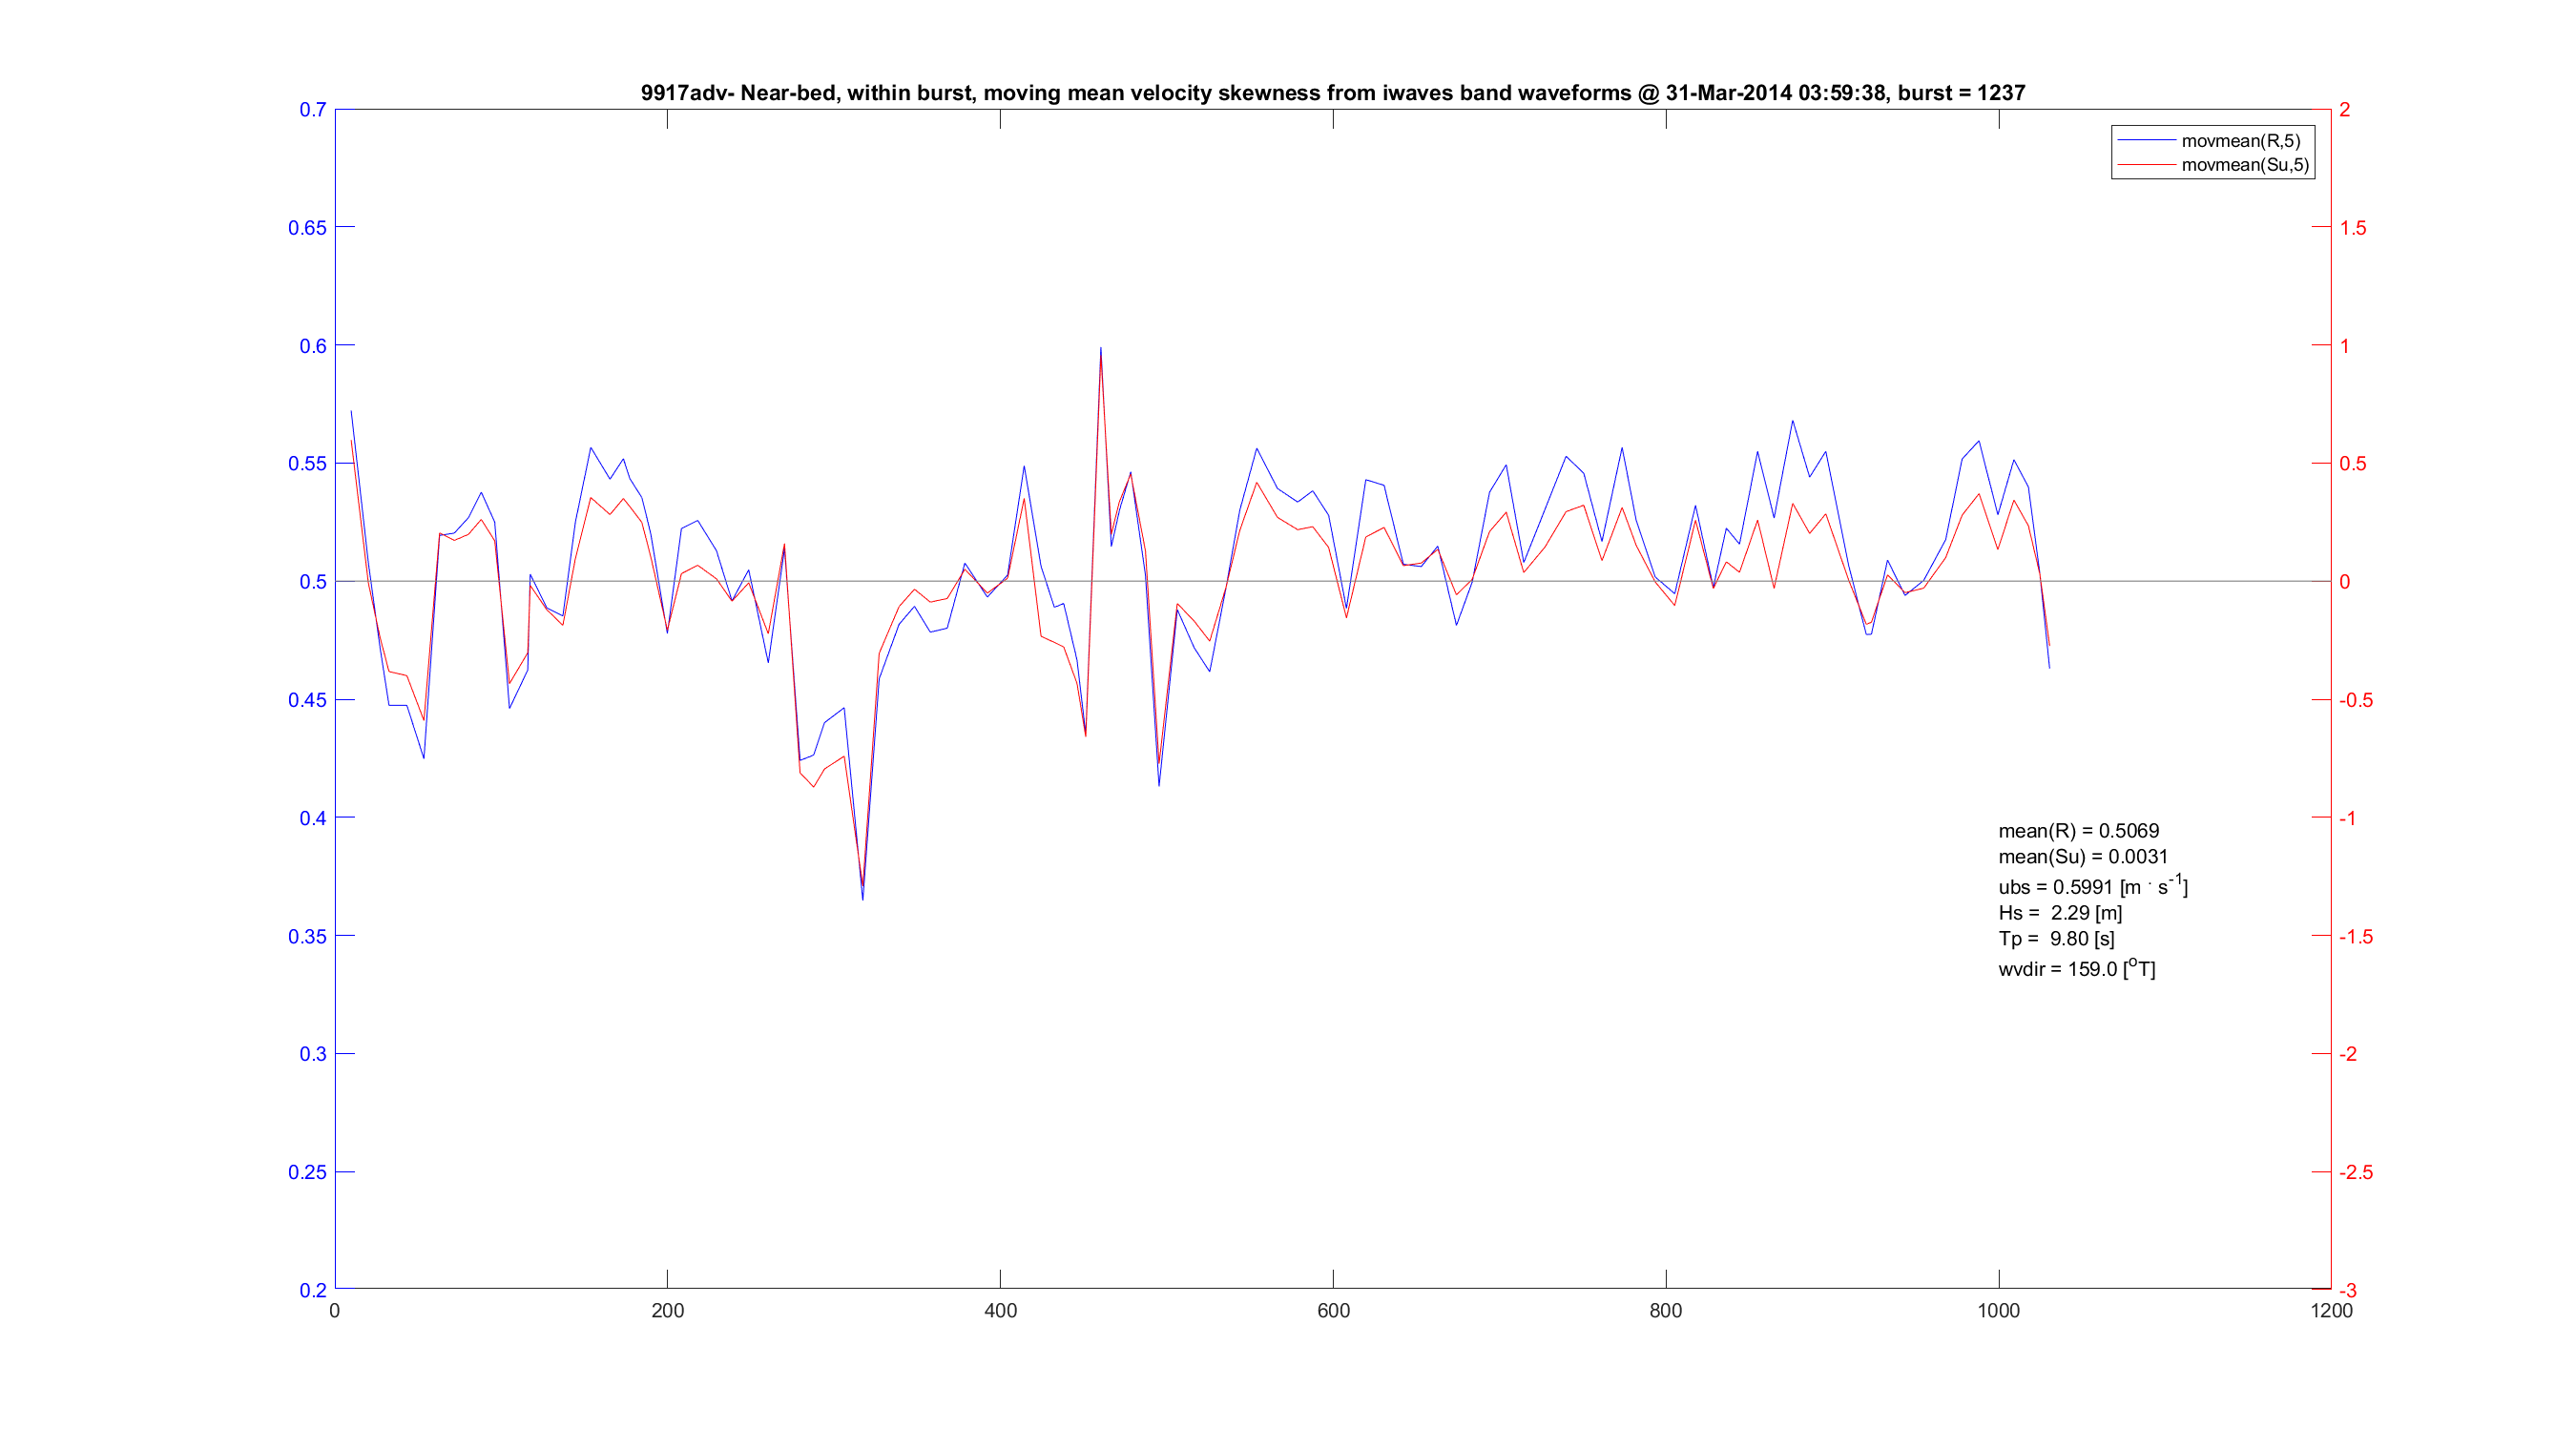 9917adv- Near-bed, within burst, moving mean velocity skewness from iwaves band waveforms @ 31-Mar-2014 03:59:38, burst = 1237
0.7
0.65
0.6
0.55
0.5
0.45
0.4
0.35
0.3
0.25
0.2
2
1.5
1
0.5
0
-0.5
-1
-1.5
-2
-2.5
-3
movmean(R,5)
movmean(Su,5)
mean(R) = 0.5069
mean(Su) = 0.0031
ubs = 0.5991 [m · s^-1]
Hs = 2.29 [m]
Tp = 9.80 [s]
wvdir = 159.0 [^oT]
0 200 400 600 800 1000 1200